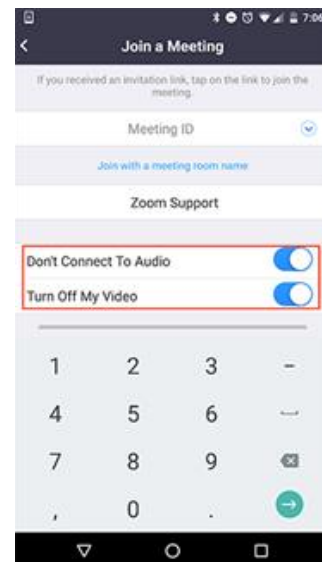 7:06
Join a Meeting
If you received an invitation link, tap on the link to join the
meeting.
Meeting ID
Join with a meeting room name
Zoom Support
Don't Connect To Audio
Turn Off My Video
1 2 3 -
4 5 6
7 8 9
, 0 .